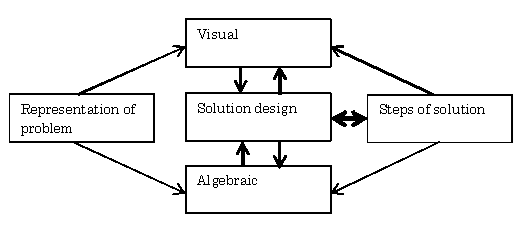 Visual
Representation of
problem
Solution design
Steps of solution
Algebraic